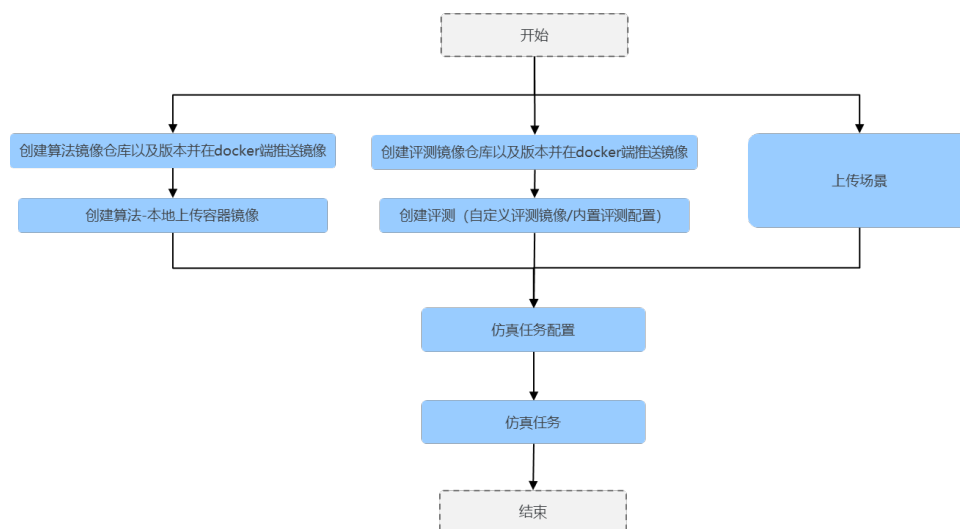 开始
创建算法镜像仓库以及版本并在docker端推送镜像
创建评测镜像仓库以及版本并在docker端推送镜像
上传场景
创建算法-本地上传容器镜像
创建评测（自定义评测镜像/内置评测配置）
仿真任务配置
仿真任务
结束